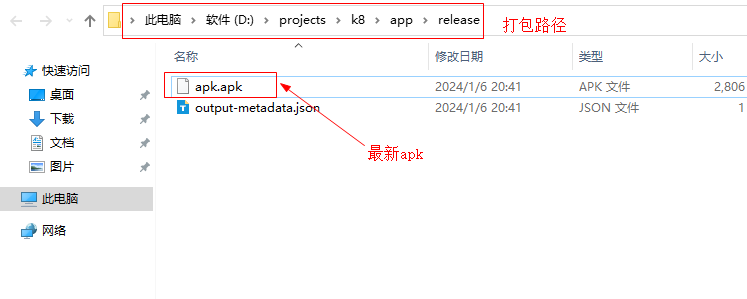 此电脑 软件 (D:) projects k8 app release
打包路径
名称 修改日期 类型 大小
快速访问
apk.apk 2024/1/6 20:41 APK 文件 2,806
桌面
output-metadata.json 2024/1/6 20:41 JSON 文件 1
下载
文档
最新apk
图片
此电脑
网络